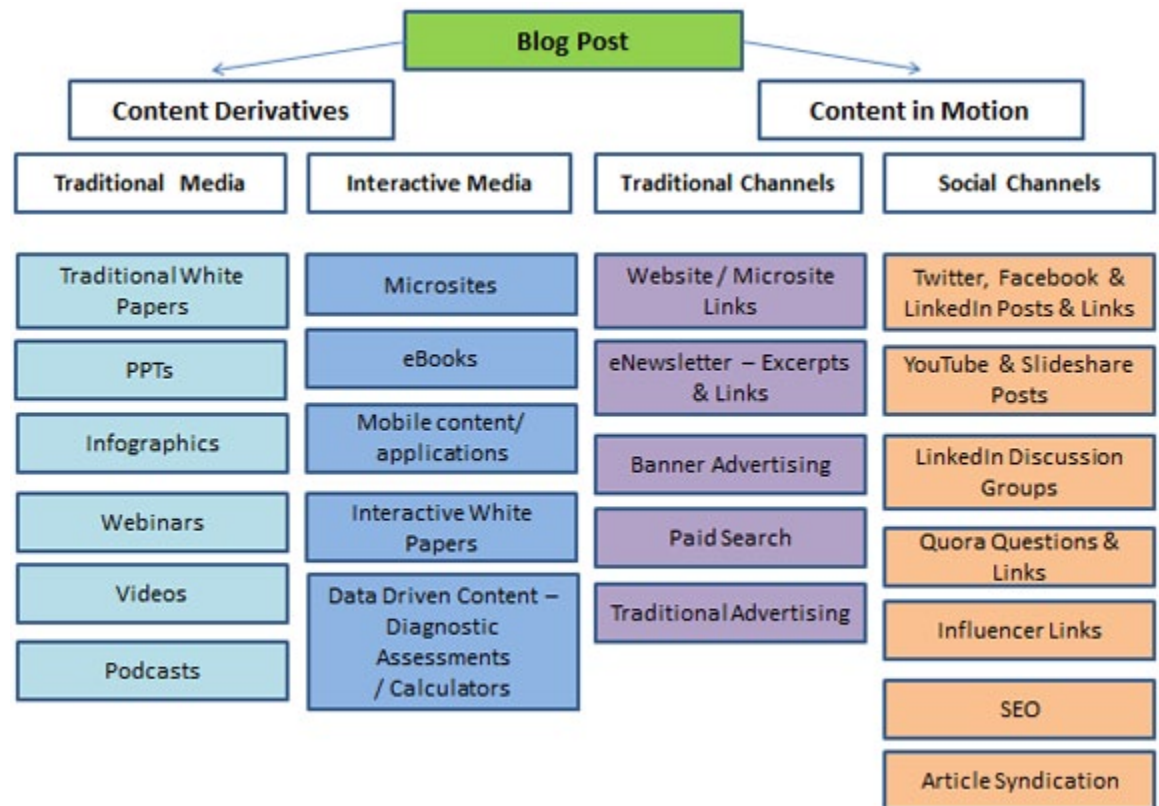 Blog Post
Content Derivatives
Content in Motion
Traditional Media
Interactive Media
Traditional Channels
Social Channels
Traditional White
Papers
PPTs
Infographics
Webinars
Videos
Podcasts
Microsites
eBooks
Mobile content/
applications
Interactive White
Papers
Data Driven Content –
Diagnostic
Assessments
/ Calculators
Website / Microsite
Links
eNewsletter – Excerpts
& Links
Banner Advertising
Paid Search
Traditional Advertising
Twitter, Facebook &
LinkedIn Posts & Links
YouTube & Slideshare
Posts
LinkedIn Discussion
Groups
Quora Questions &
Links
Influencer Links
SEO
Article Syndication